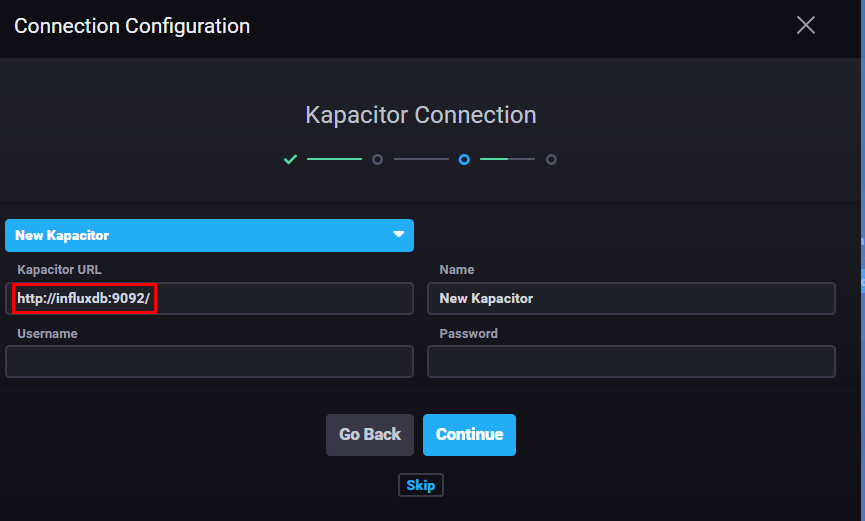 Connection Configuration
Kapacitor Connection
New Kapacitor
Kapacitor URL
Name
http://influxdb:9092/
New Kapacitor
Username
Password
Go Back
Continue
Skip